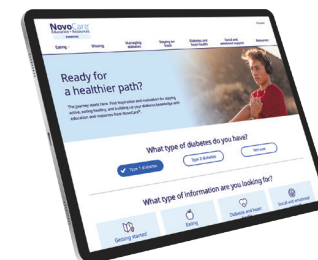 NovoCare®
Education + Resources
Eating
Moving
Managing
diabetes
Staying on
track
Diabetes and
heart health
Social and
emotional support
Resources
Ready for
a healthier path?
The journey starts here. Find inspiration and motivation for staying
active, eating healthy, and building up your diabetes knowledge with
education and resources from NovoCare®.
What type of diabetes do you have?
Type 1 diabetes
Type 2 diabetes
Not sure
What type of information are you looking for?
Getting started
Eating
Diabetes and heart
Social and emotional